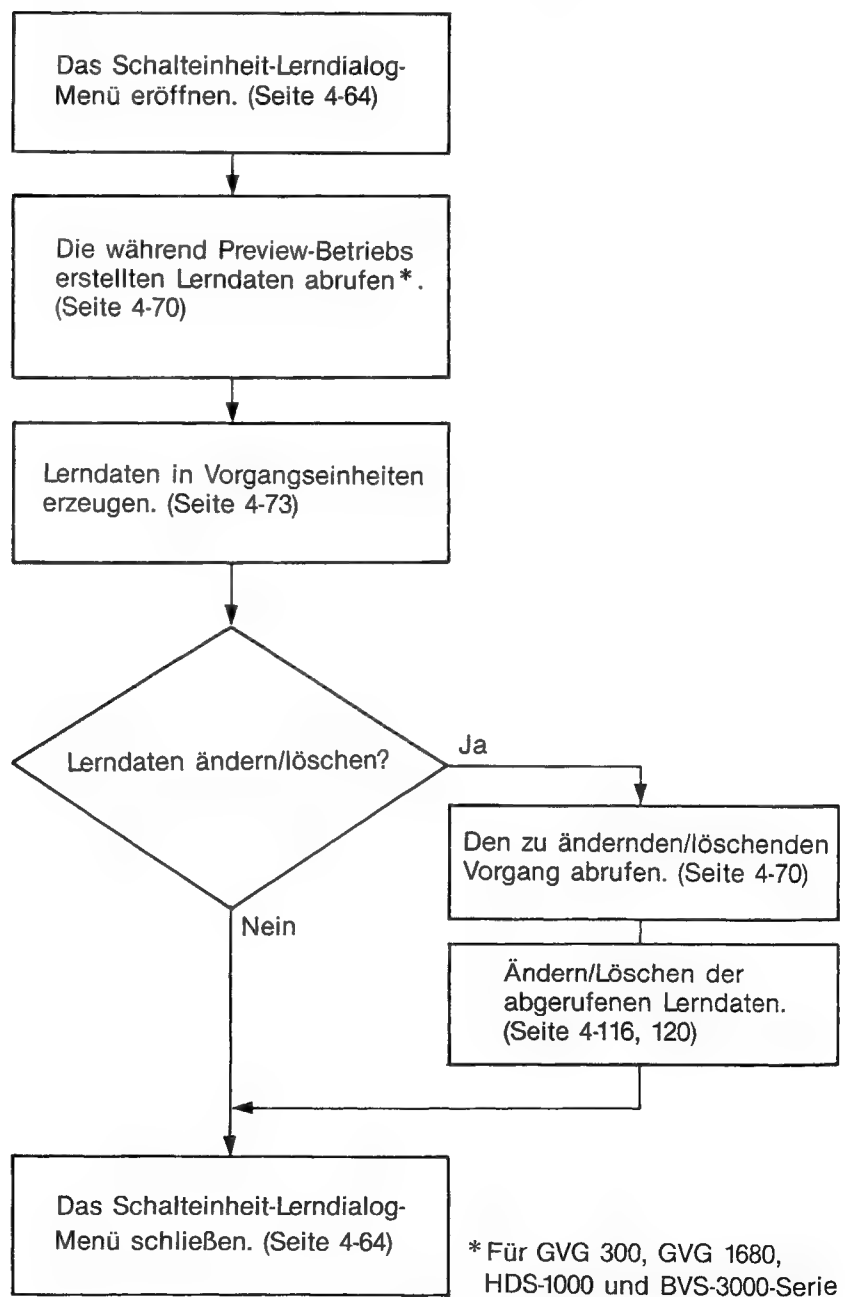 Das Schalteinheit-Lerndialog-
Menü eröffnen. (Seite 4-64)
Die während Preview-Betriebs
erstellten Lerndaten abrufen*.
(Seite 4-70)
Lerndaten in Vorgangseinheiten
erzeugen. (Seite 4-73)
Lerndaten ändern/löschen?
Ja
Den zu ändernden/löschenden
Vorgang abrufen. (Seite 4-70)
Nein
Ändern/Löschen der
abgerufenen Lerndaten.
(Seite 4-116, 120)
Das Schalteinheit-Lerndialog-
Menü schließen. (Seite 4-64)
* Für GVG 300, GVG 1680,
HDS-1000 und BVS-3000-Serie